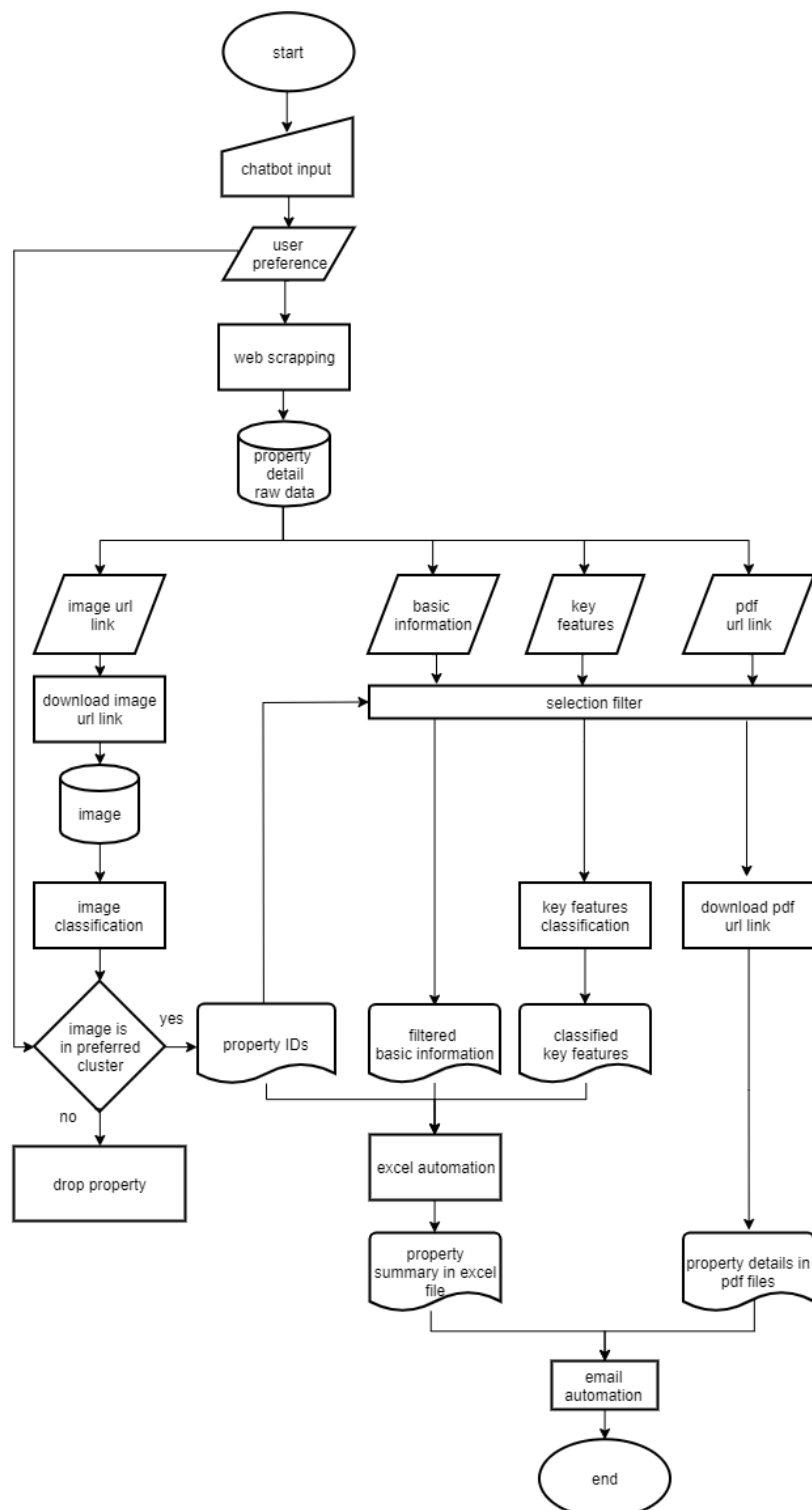 start
chatbot input
user
preference
web scrapping
property
detail
raw data
image url
link
basic
information
key
features
pdf
url link
download image
url link
selection filter
image
image
classification
key features
classification
download pdf
url link
image is
in preferred
cluster
yes
property IDs
filtered
basic information
classified
key features
no
drop property
excel automation
property
summary in excel
file
property details in
pdf files
email
automation
end